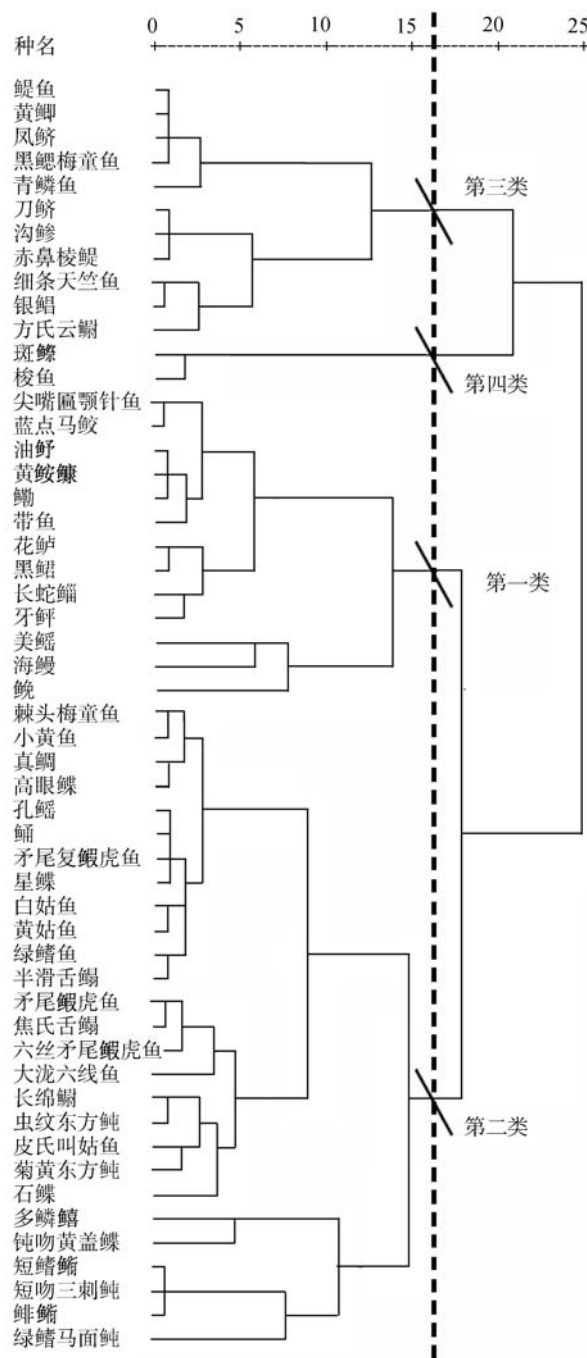 0 5 10 15 20 25
种名
鳀鱼
黄鲫
凤鲚
黑鳃梅童鱼
青鳞鱼
刀鲚
第三类
沟鲹
赤鼻棱鳀
细条天竺鱼
银鲳
方氏云鳚
斑鰶
第四类
梭鱼
尖嘴匾颚针鱼
蓝点马鲛
油魣
黄鮟鱇
鳓
带鱼
花鲈
黑鲪
第一类
长蛇鲻
牙鲆
美鳐
海鳗
鮸
棘头梅童鱼
小黄鱼
真鲷
高眼鲽
孔鳐
鲬
矛尾复鰕虎鱼
星鲽
白姑鱼
黄姑鱼
绿鳍鱼
半滑舌鳎
矛尾鰕虎鱼
焦氏舌鳎
六丝矛尾鰕虎鱼
大泷六线鱼
长绵鳚
虫纹东方鲀
第二类
皮氏叫姑鱼
菊黄东方鲀
石鲽
多鳞鱚
钝吻黄盖鲽
短鳍䲗
短吻三刺鲀
鲱䲗
绿鳍马面鲀